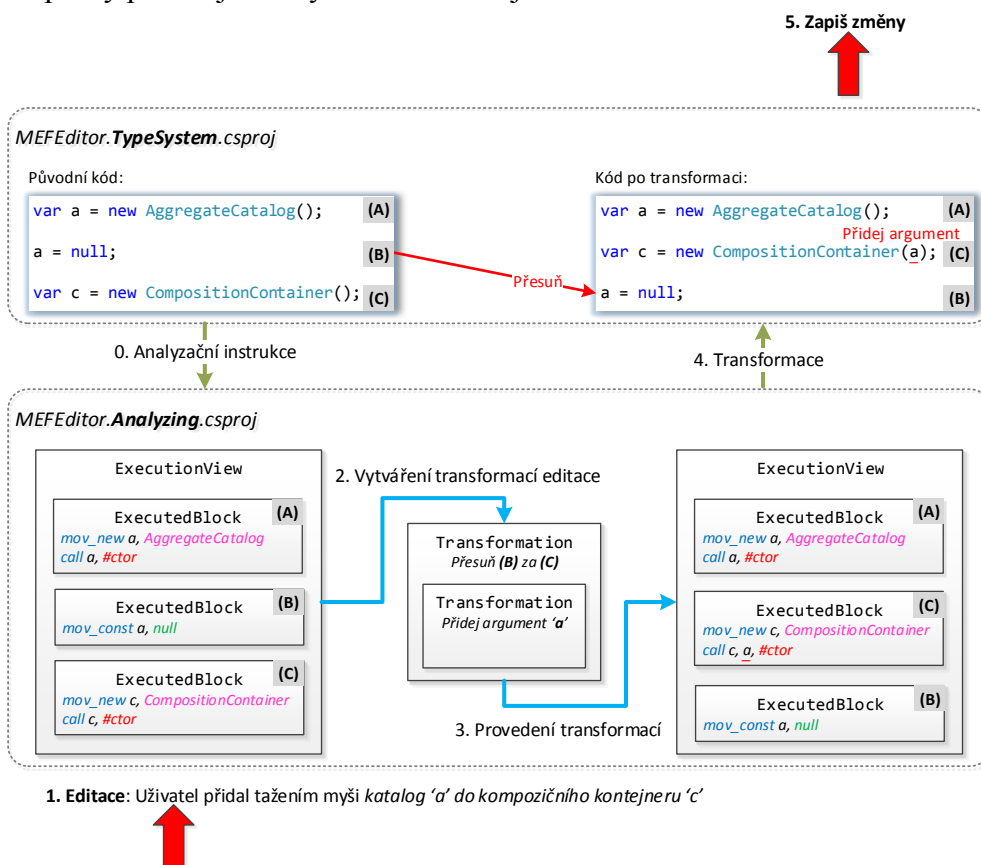 5. Zapiš změny
MEFEditor.TypeSystem.csproj
Původní kód:
var a = new AggregateCatalog(); (A)
a = null; (B)
var c = new CompositionContainer(); (C)
Přesuň
Kód po transformaci:
var a = new AggregateCatalog(); (A)
Přidej argument
var c = new CompositionContainer(a); (C)
a = null; (B)
0. Analyzační instrukce
4. Transformace
MEFEditor.Analyzing.csproj
ExecutionView
ExecutedBlock (A)
mov_new a, AggregateCatalog
call a, #ctor
ExecutedBlock (B)
mov_const a, null
ExecutedBlock (C)
mov_new c, CompositionContainer
call c, #ctor
2. Vytváření transformací editace
Transformation
Přesuň (B) za (C)
Transformation
Přidej argument ‘a’
3. Provedení transformací
ExecutionView
ExecutedBlock (A)
mov_new a, AggregateCatalog
call a, #ctor
ExecutedBlock (C)
mov_new c, CompositionContainer
call c, a, #ctor
ExecutedBlock (B)
mov_const a, null
1. Editace: Uživatel přidal tažením myši katalog ‘a’ do kompozičního kontejneru ‘c’